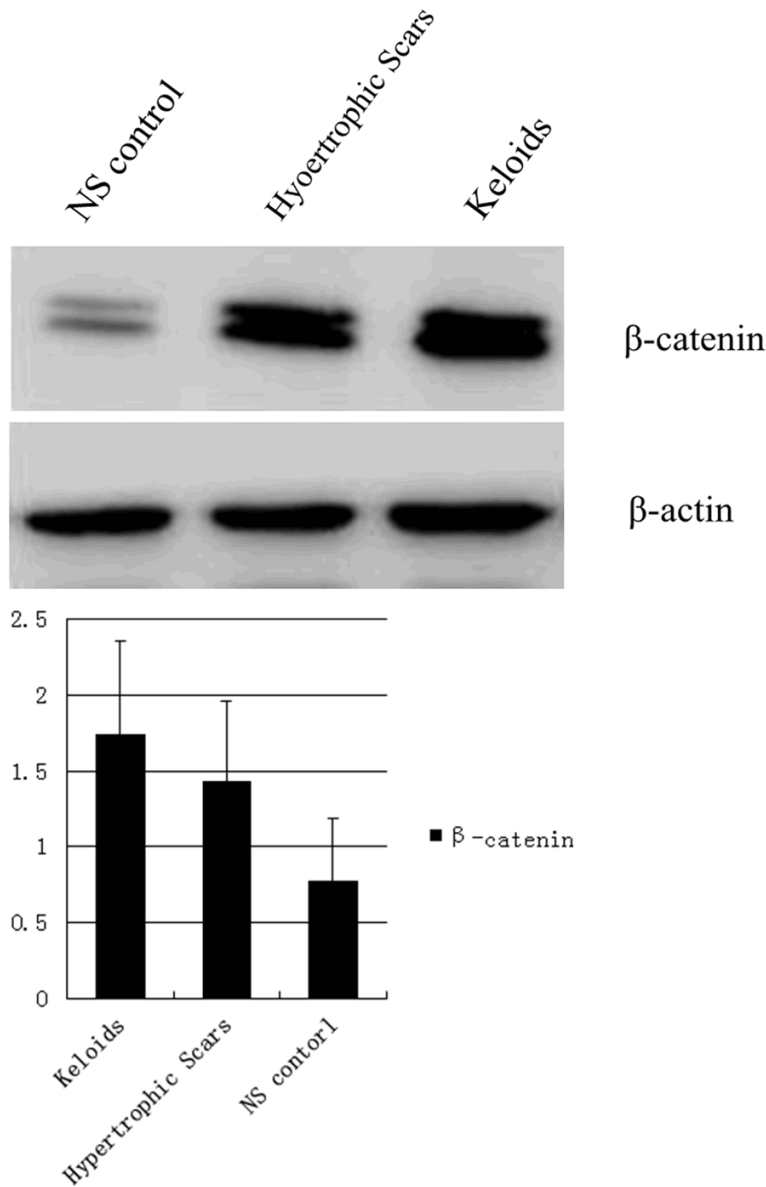 NS control
Hyoertrophic Scars
Keloids
β-catenin
β-actin
2.5
2
1.5
1
0.5
0
β-catenin
Keloids
Hypertrophic Scars
NS contorl